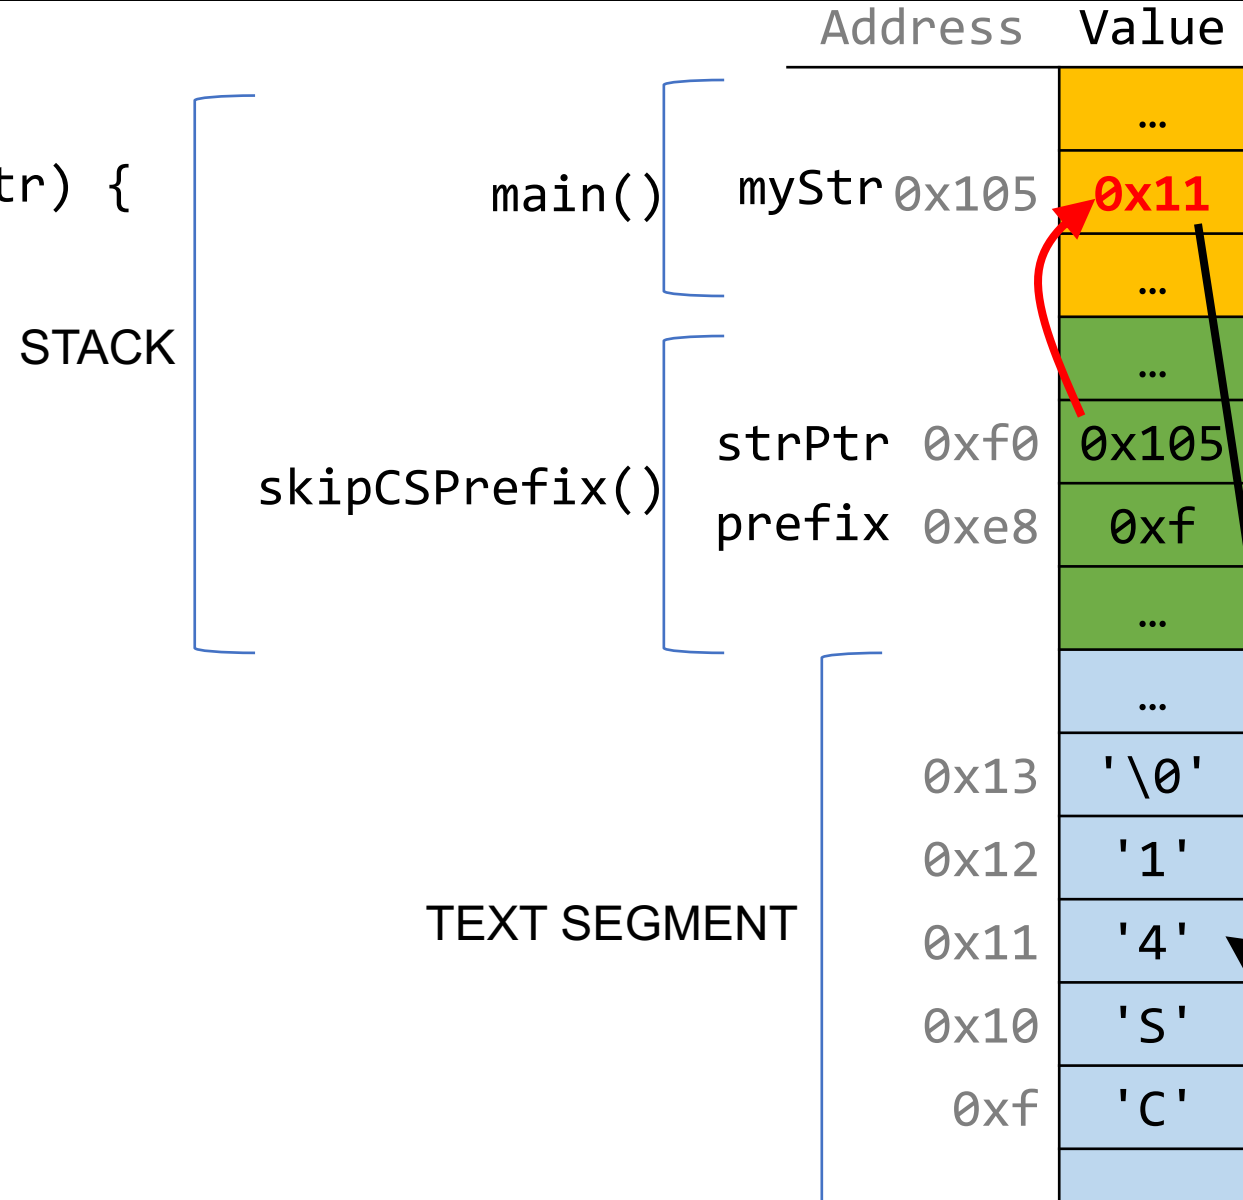 Address Value
…
tr) {
main() myStr 0x105 0x11
…
STACK
…
strPtr 0xf0 0x105
skipCSPrefix()
prefix 0xe8 0xf
…
…
0x13 '\0'
0x12 '1'
TEXT SEGMENT
0x11 '4'
0x10 'S'
0xf 'C'